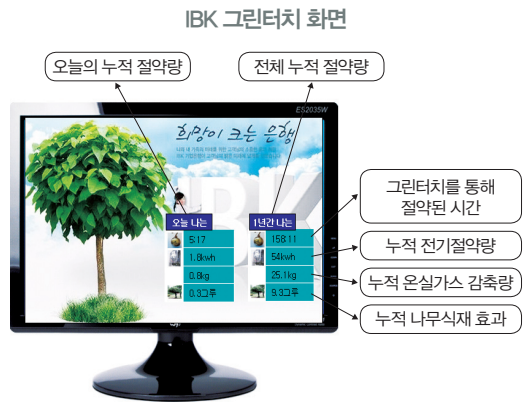 IBK 그린터치 화면
오늘의 누적 절약량
전체 누적 절약량
ES2035W
희망이 크는 은행
IBK
오늘 나는
5:17
1.8kwh
0.8kg
0.3그루
1년간 나는
158:11
54kwh
25.1kg
9.3그루
그린터치를 통해
절약된 시간
누적 전기절약량
누적 온실가스 감축량
누적 나무식재 효과